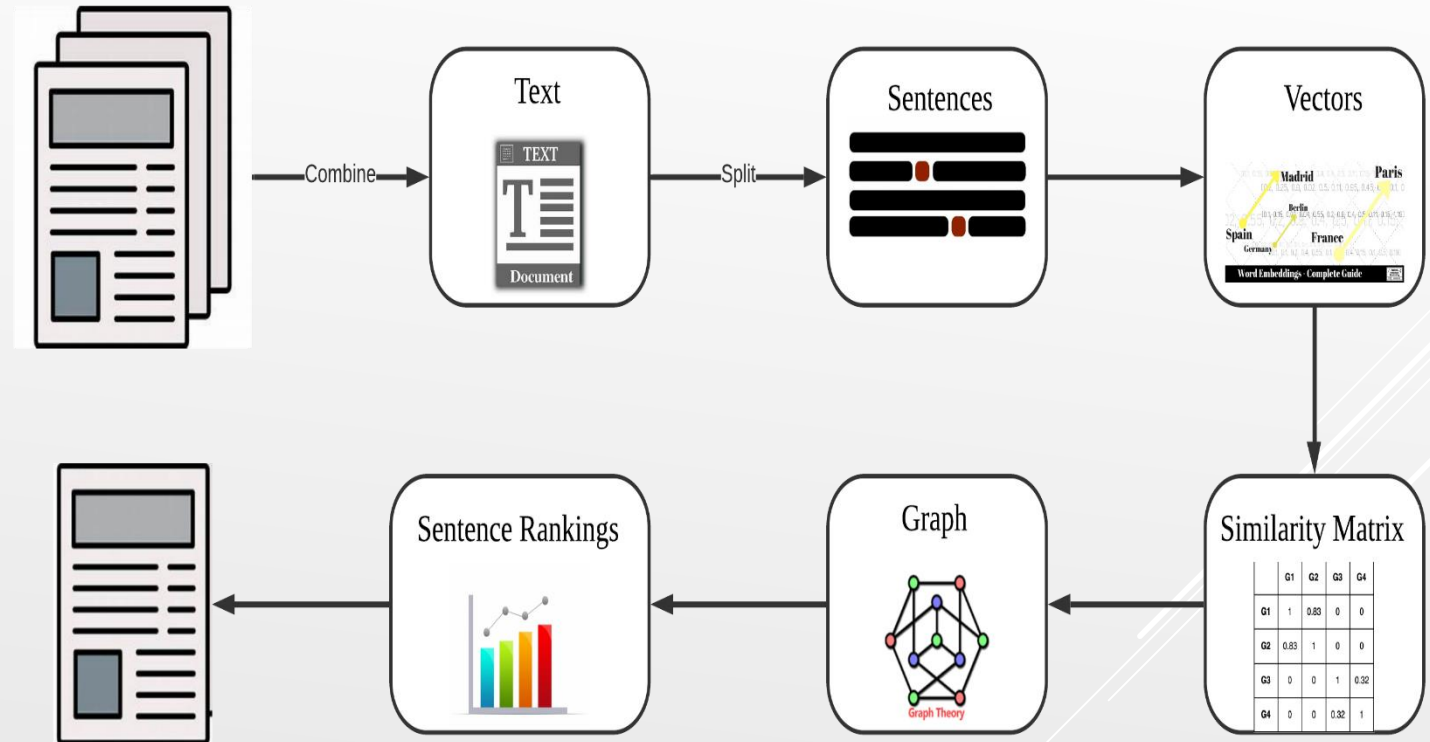 Combine
Text
TEXT
T
Document
Split
Sentences
Vectors
Madrid
Paris
Berlin
Spain
Germany
France
Word Embeddings - Complete Guide
Similarity Matrix
G1 G2 G3 G4
G1 1 0.83 0 0
G2 0.83 1 0 0
G3 0 0 1 0.32
G4 0 0 0.32 1
Graph
Graph Theory
Sentence Rankings